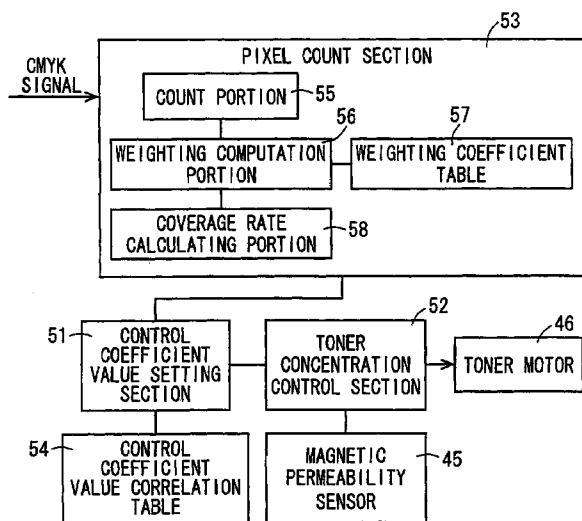 53
PIXEL COUNT SECTION
CMYK
SIGNAL
COUNT PORTION
55
56
57
WEIGHTING COMPUTATION
PORTION
WEIGHTING COEFFICIENT
TABLE
COVERAGE RATE
CALCULATING PORTION
58
51
CONTROL
COEFFICIENT
VALUE SETTING
SECTION
52
TONER
CONCENTRATION
CONTROL SECTION
46
TONER MOTOR
54
CONTROL
COEFFICIENT
VALUE CORRELATION
TABLE
MAGNETIC
PERMEABILITY
SENSOR
45